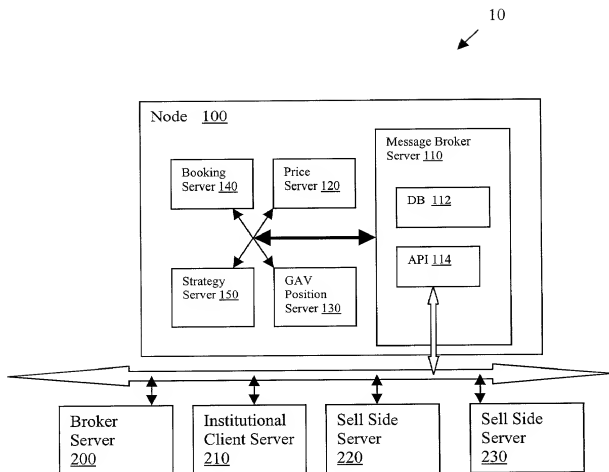 10
Node 100
Message Broker
Server 110
Booking
Server 140
Price
Server 120
DB 112
API 114
Strategy
Server 150
GAV
Position
Server 130
Broker
Server
200
Institutional
Client Server
210
Sell Side
Server
220
Sell Side
Server
230